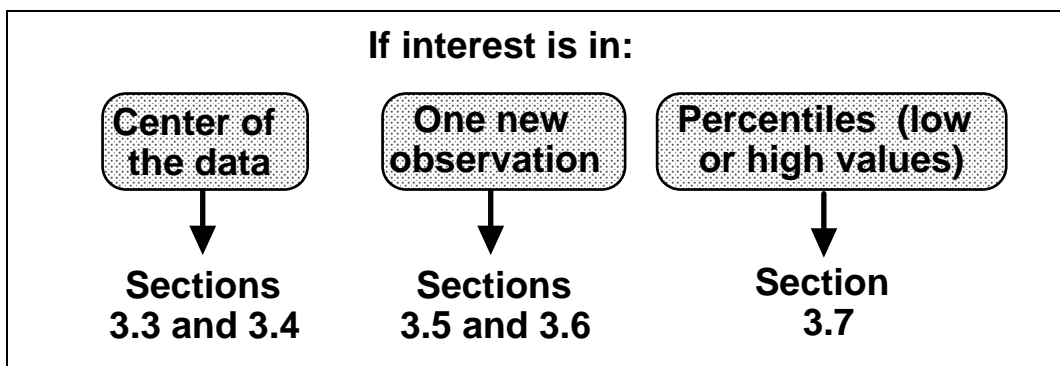 If interest is in:
Center of
the data
One new
observation
Percentiles (low
or high values)
Sections
3.3 and 3.4
Sections
3.5 and 3.6
Section
3.7